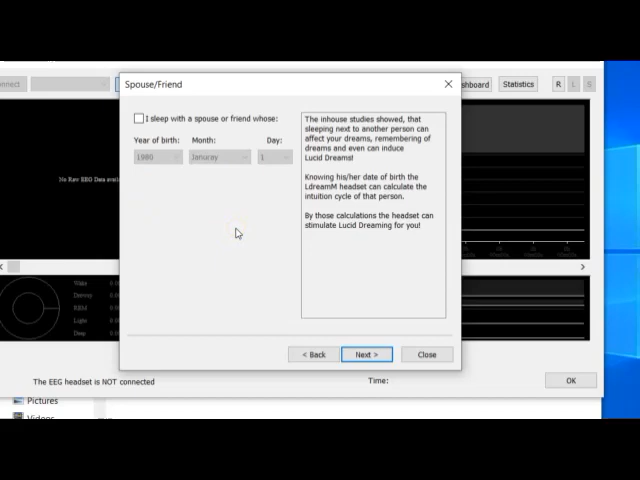 Spouse/Friend
Statistics
R
L
S
I sleep with a spouse or friend whose:
Year of birth:
Month:
Day:
1980
Januray
1
The inhouse studies showed, that
sleeping next to another person can
affect your dreams, remembering of
dreams and even can induce
Lucid Dreams!
Knowing his/her date of birth the
LdreamM headset can calculate the
intuition cycle of that person.
By those calculations the headset can
stimulate Lucid Dreaming for you!
No Raw EEG Data
Wake
REM
Light
Deep
< Back
Next >
Close
The EEG headset is NOT connected
Time:
OK
Pictures
Videos